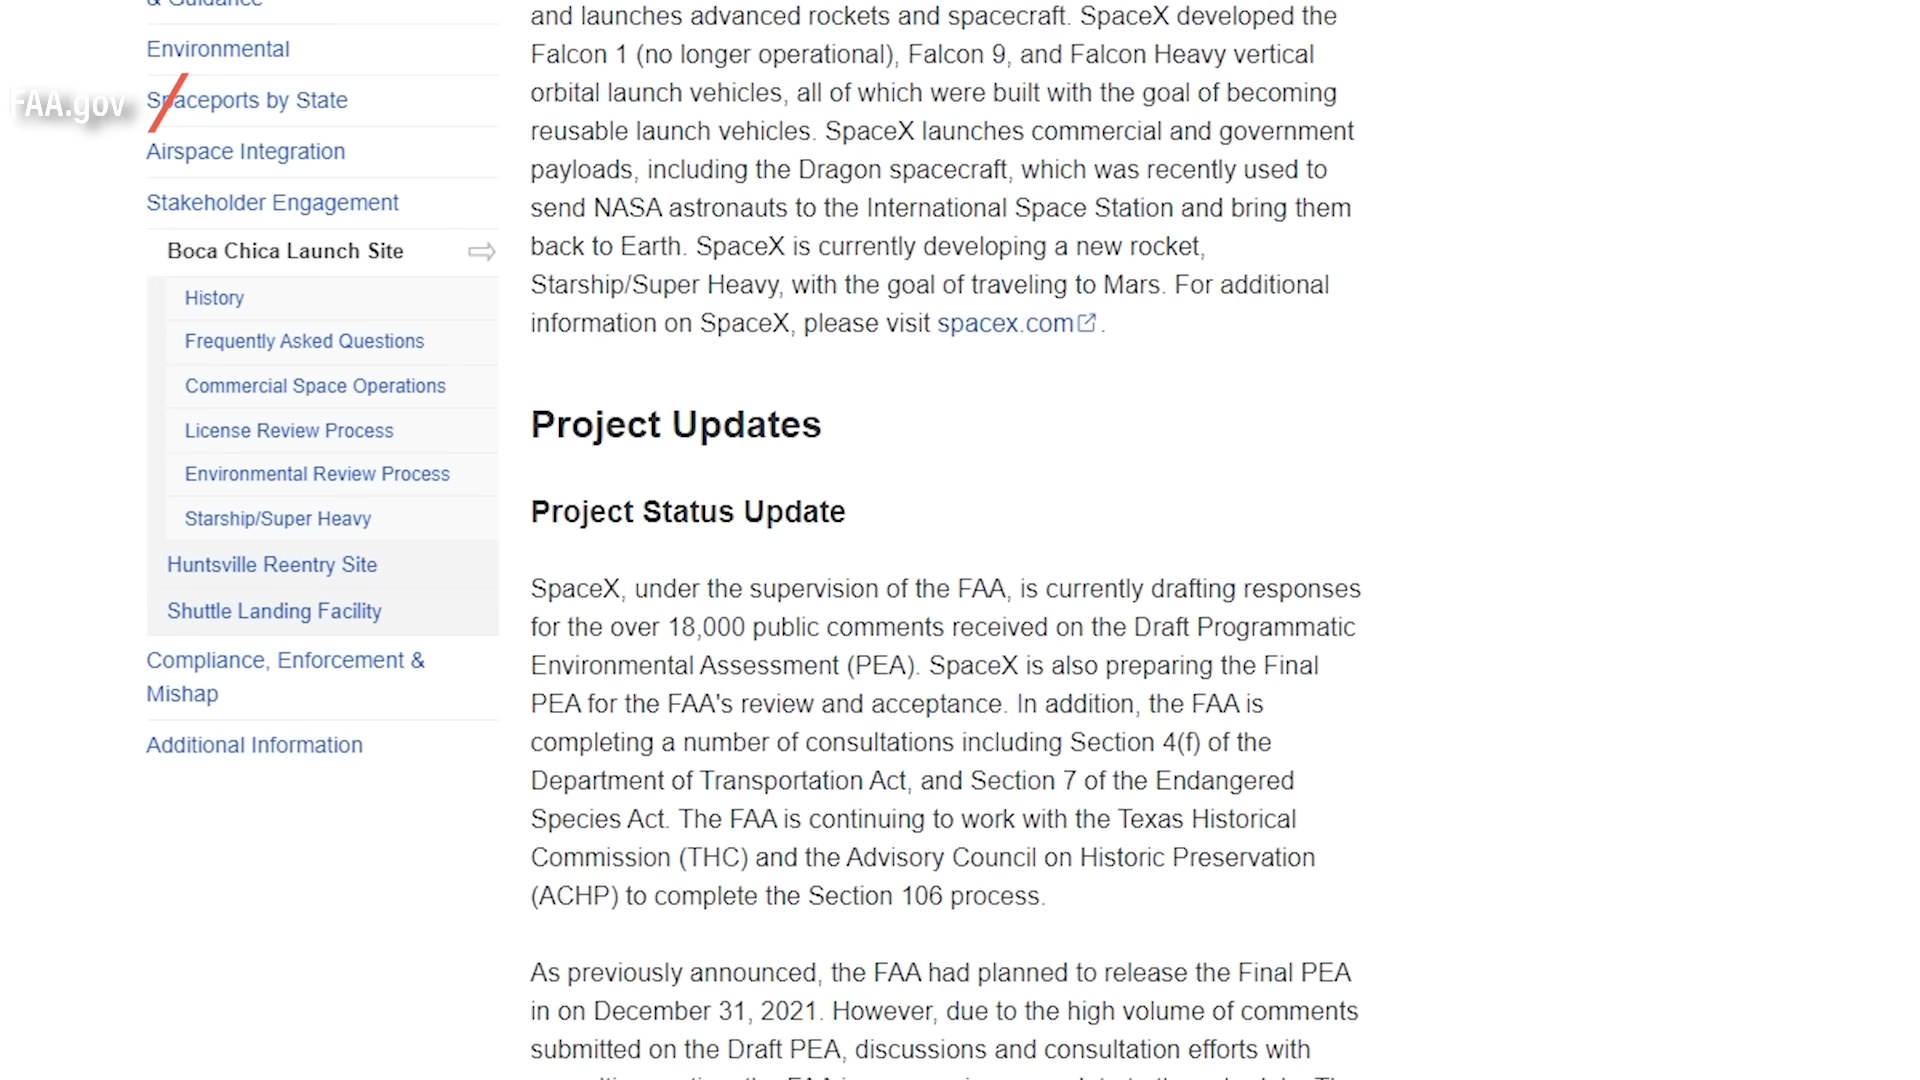 & Guidance
Environmental
FAA.gov
Spaceports by State
Airspace Integration
Stakeholder Engagement
Boca Chica Launch Site
History
Frequently Asked Questions
Commercial Space Operations
License Review Process
Environmental Review Process
Starship/Super Heavy
Huntsville Reentry Site
Shuttle Landing Facility
Compliance, Enforcement &
Mishap
Additional Information
and launches advanced rockets and spacecraft. SpaceX developed the
Falcon 1 (no longer operational), Falcon 9, and Falcon Heavy vertical
orbital launch vehicles, all of which were built with the goal of becoming
reusable launch vehicles. SpaceX launches commercial and government
payloads, including the Dragon spacecraft, which was recently used to
send NASA astronauts to the International Space Station and bring them
back to Earth. SpaceX is currently developing a new rocket,
Starship/Super Heavy, with the goal of traveling to Mars. For additional
information on SpaceX, please visit spacex.com.
Project Updates
Project Status Update
SpaceX, under the supervision of the FAA, is currently drafting responses
for the over 18,000 public comments received on the Draft Programmatic
Environmental Assessment (PEA). SpaceX is also preparing the Final
PEA for the FAA's review and acceptance. In addition, the FAA is
completing a number of consultations including Section 4(f) of the
Department of Transportation Act, and Section 7 of the Endangered
Species Act. The FAA is continuing to work with the Texas Historical
Commission (THC) and the Advisory Council on Historic Preservation
(ACHP) to complete the Section 106 process.
As previously announced, the FAA had planned to release the Final PEA
in on December 31, 2021. However, due to the high volume of comments
submitted on the Draft PEA, discussions and consultation efforts with